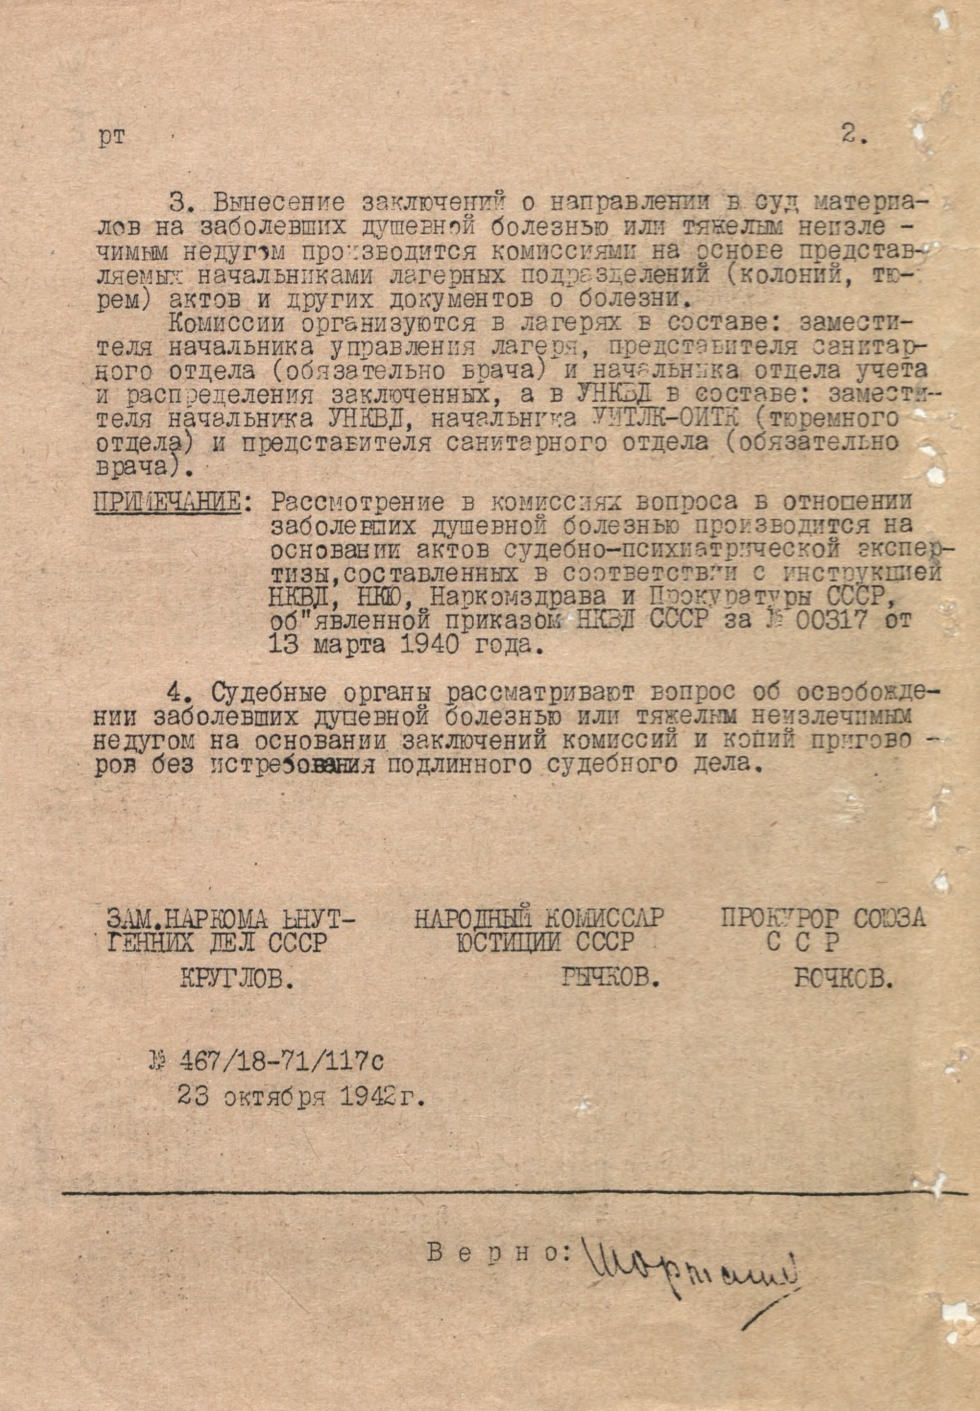 рт
2.
3. Вынесение заключений о направлении в суд материа-
лов на заболевших душевной болезнью или тяжелым неизле -
чимым недугом производится комиссиями на основе представ-
ляемых начальниками лагерных подразделений (колоний, тю-
рем) актов и других документов о болезни.
Комиссии организуются в лагерях в составе: замести-
теля начальника управления лагеря, представителя санитар-
ного отдела (обязательно врача) и начальника отдела учета
и распределения заключенных, а в УНКВД в составе: замести-
теля начальника УНКВД, начальника УИТЛК-ОИТК (тюремного
отдела) и представителя санитарного отдела (обязательно
врача).
ПРИМЕЧАНИЕ: Рассмотрение в комиссиях вопроса в отношении
заболевших душевной болезнью производится на
основании актов судебно-психиатрической экспер-
тизы,составленных в соответствии с инструкцией
НКВД, НКЮ, Наркомздрава и Прокуратуры СССР,
об"явленной приказом НКВД СССР за № 00317 от
13 марта 1940 года.
4. Судебные органы рассматривают вопрос об освобожде-
нии заболевших душевной болезнью или тяжелым неизлечимым
недугом на основании заключений комиссий и копий пригово -
ров без истребования подлинного судебного дела.
ЗАМ.НАРКОМА ВНУТ- НАРОДНЫЙ КОМИССАР ПРОКУРОР СОЮЗА
РЕННИХ ДЕЛ СССР ЮСТИЦИИ СССР С С Р
КРУГЛОВ. РЫЧКОВ. БОЧКОВ.
№ 467/18-71/117с
23 октября 1942г.
В е р н о: